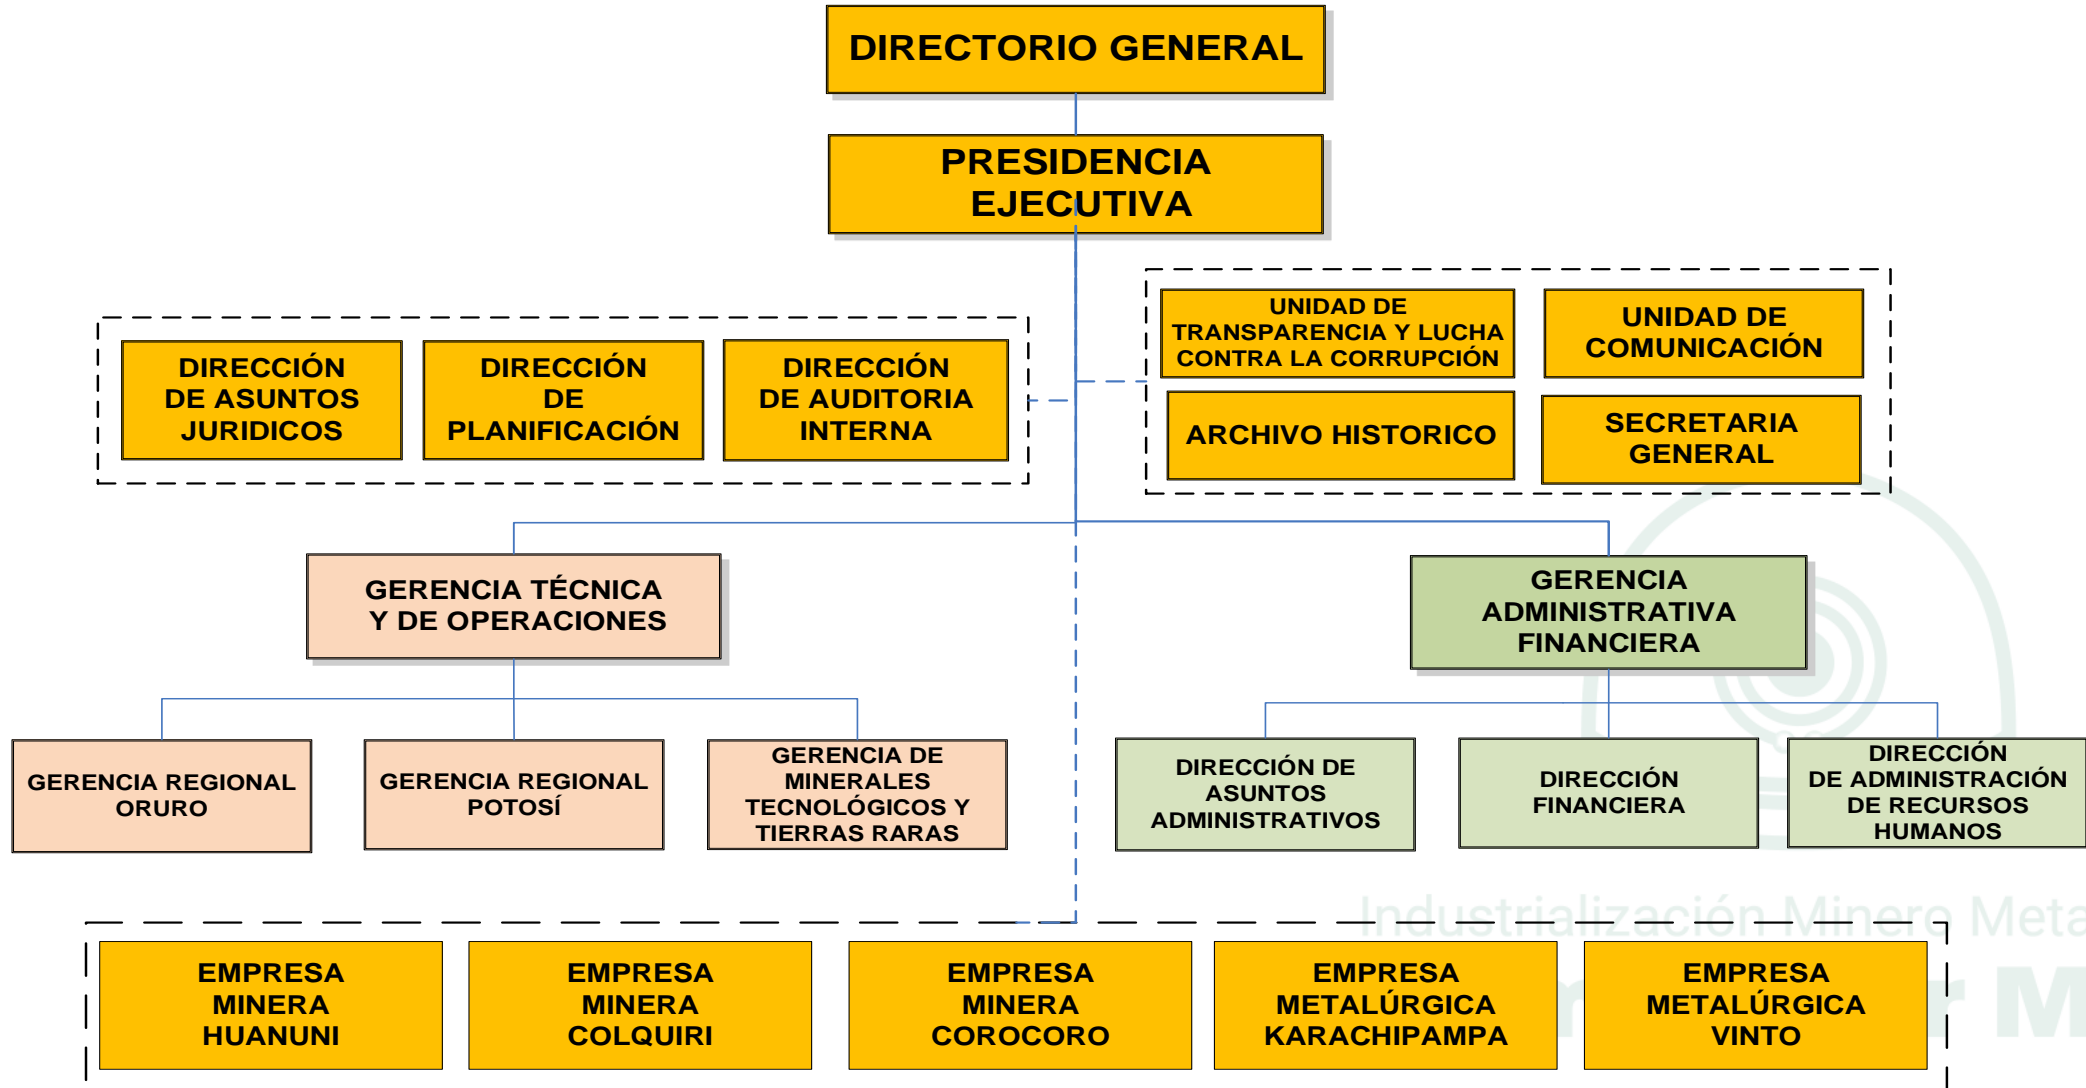 DIRECTORIO GENERAL
PRESIDENCIA
EJECUTIVA
DIRECCIÓN
DE ASUNTOS
JURIDICOS
DIRECCIÓN
DE
PLANIFICACIÓN
DIRECCIÓN
DE AUDITORIA
INTERNA
UNIDAD DE
TRANSPARENCIA Y LUCHA
CONTRA LA CORRUPCIÓN
UNIDAD DE
COMUNICACIÓN
ARCHIVO HISTORICO
SECRETARIA
GENERAL
GERENCIA TÉCNICA
Y DE OPERACIONES
GERENCIA
ADMINISTRATIVA
FINANCIERA
GERENCIA REGIONAL
ORURO
GERENCIA REGIONAL
POTOSÍ
GERENCIA DE
MINERALES
TECNOLÓGICOS Y
TIERRAS RARAS
DIRECCIÓN DE
ASUNTOS
ADMINISTRATIVOS
DIRECCIÓN
FINANCIERA
DIRECCIÓN
DE ADMINISTRACIÓN
DE RECURSOS
HUMANOS
Industrialización Minero Meta
EMPRESA
MINERA
HUANUNI
EMPRESA
MINERA
COLQUIRI
EMPRESA
MINERA
COROCORO
EMPRESA
METALÚRGICA
KARACHIPAMPA
EMPRESA
METALÚRGICA
VINTO